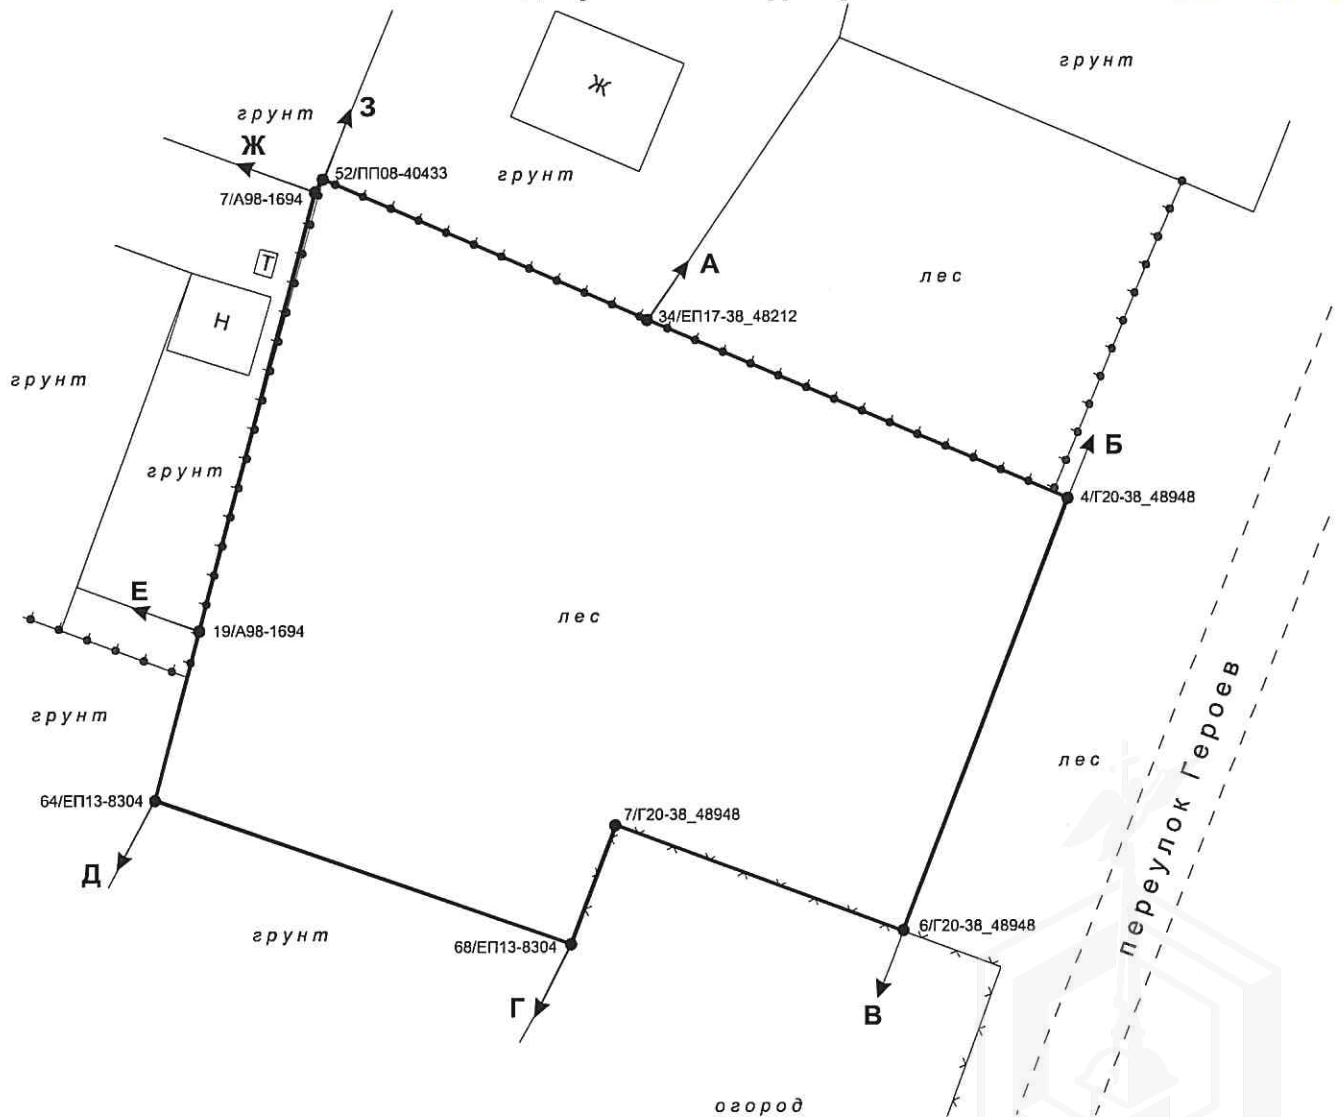 грунт
Ж
грунт
З
Ж
52/ПП08-40433
грунт
7/А98-1694
Т
А
лес
34/ЕП17-38_48212
Н
грунт
Б
грунт
4/Г20-38_48948
Е
лес
19/А98-1694
грунт
лес
переулок Героев
64/ЕП13-8304
7/Г20-38_48948
Д
грунт
6/Г20-38_48948
68/ЕП13-8304
Г
В
огород